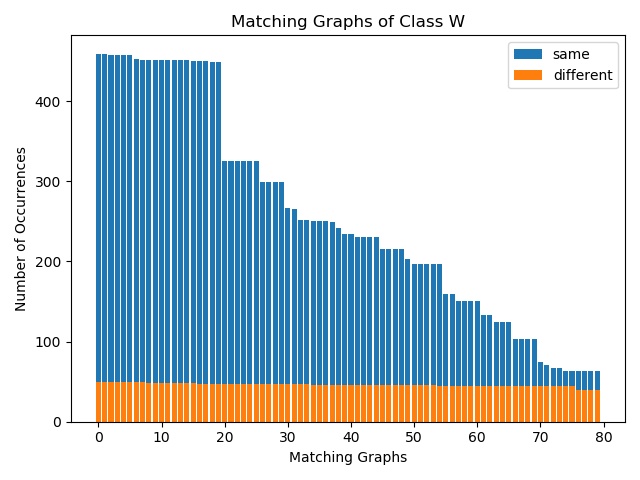 Matching Graphs of Class W
same
different
Number of Occurrences
400
300
200
100
0
0 10 20 30 40 50 60 70 80
Matching Graphs